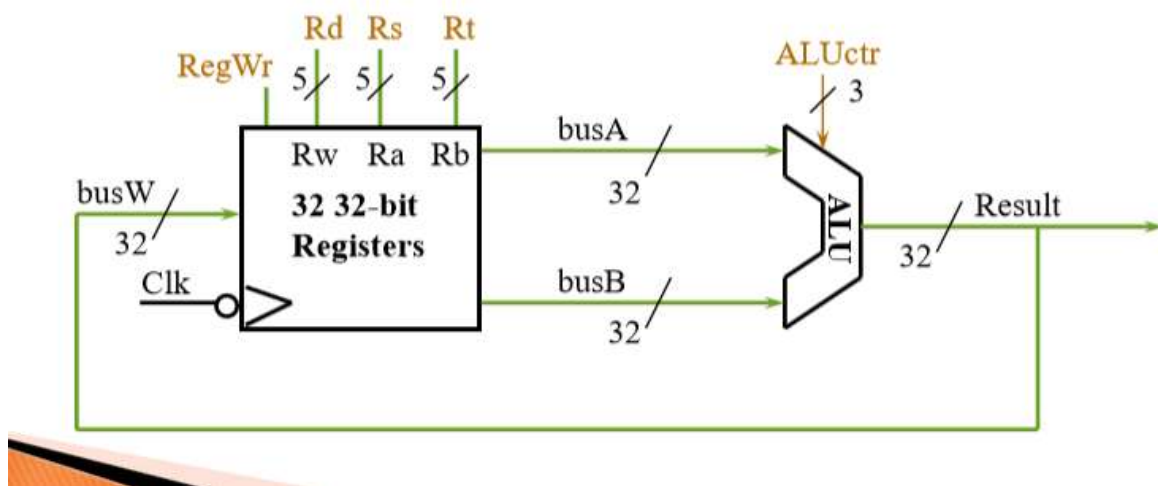 Rd Rs Rt
RegWr
ALUctr
5 5 5
3
busA
Rw Ra Rb
32
busW
32 32-bit
Registers
ALU
Result
32
32
Clk
busB
32